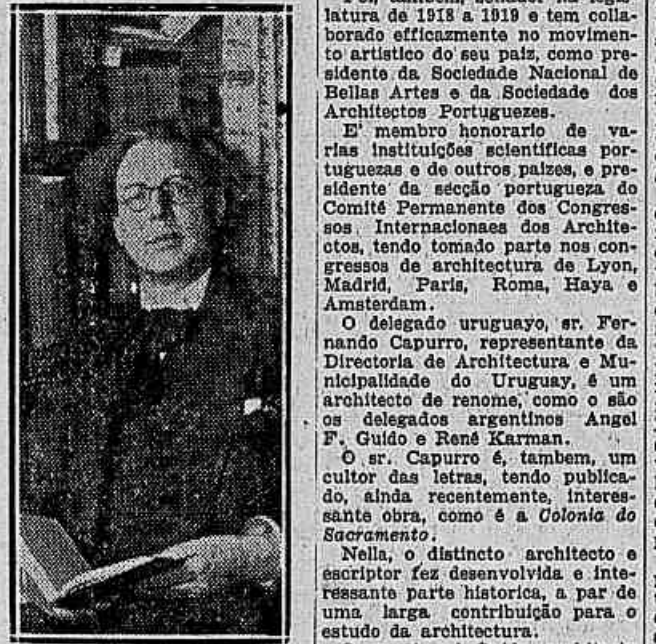 latura de 1918 a 1919 e tem colla-
borado efficazmente no movimen-
to artistico do seu paiz, como pre-
sidente da Sociedade Nacional de
Bellas Artes e da Sociedade dos
Architectos Portuguezes.
E' membro honorario de va-
rias instituições scientificas por-
tuguezas e de outros paizes, e pre-
sidente da secção portugueza do
Comité Permanente dos Congres-
sos Internacionaes dos Archite-
ctos, tendo tomado parte nos con-
gressos de architectura de Lyon,
Madrid, Paris, Roma, Haya e
Amsterdam.
O delegado uruguayo, sr. Fer-
nando Capurro, representante da
Directoria de Architectura e Mu-
nicipalidade do Uruguay, é um
architecto de renome, como o são
os delegados argentinos Angel
F. Guido e René Karman.
O sr. Capurro é, tambem, um
cultor das letras, tendo publica-
do, ainda recentemente, interes-
sante obra, como é a Colonia do
Sacramento.
Nella, o distincto architecto e
escriptor fez desenvolvida e inte-
ressante parte historica, a par de
uma larga contribuição para o
estudo da architectura.